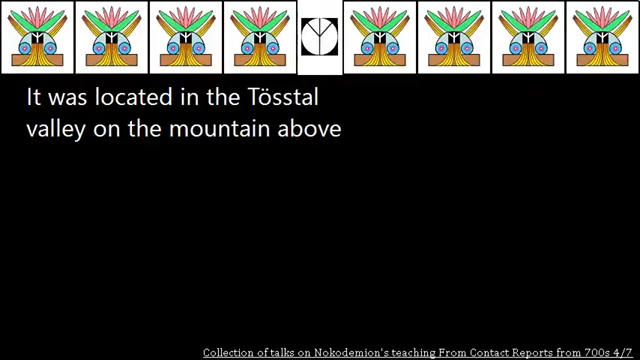 It was located in the Tösstal
valley on the mountain above
Collection of talks on Nokodemion's teaching From Contact Reports from 700s 4/7